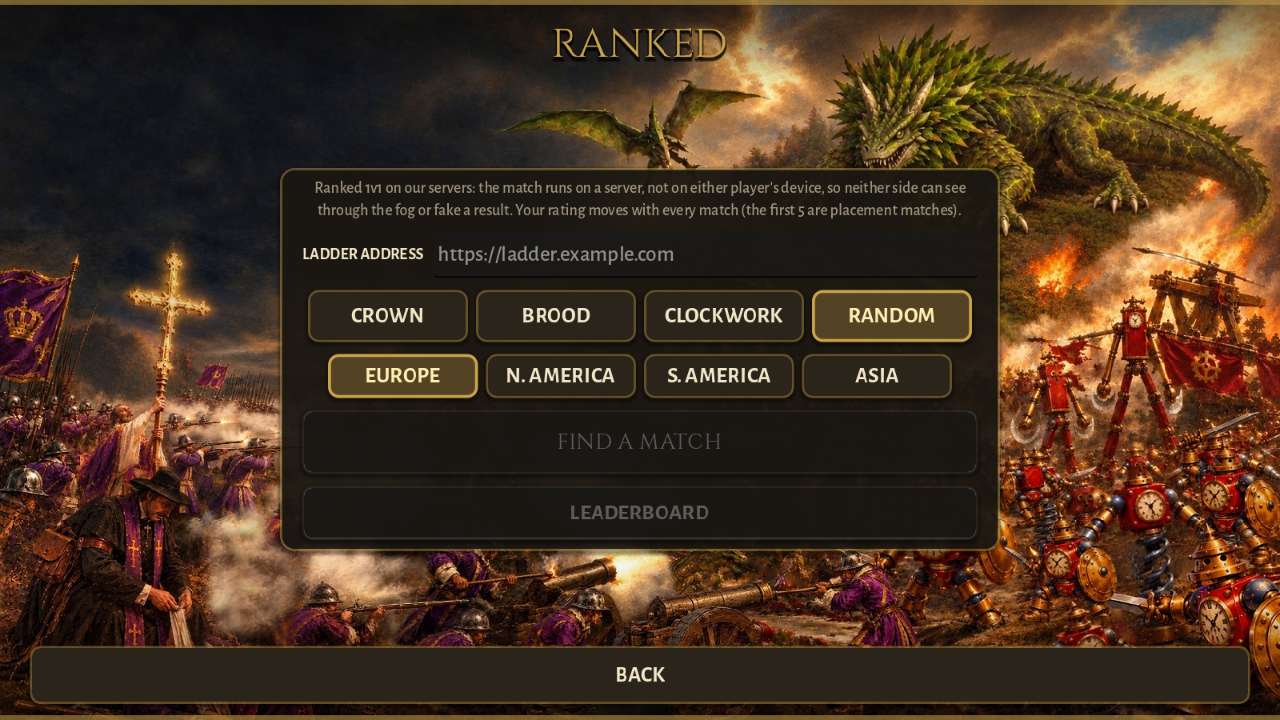 RANKED
Ranked 1v1 on our servers: the match runs on a server, not on either player's device, so neither side can see
through the fog or fake a result. Your rating moves with every match (the first 5 are placement matches).
LADDER ADDRESS https://ladder.example.com
CROWN BROOD CLOCKWORK RANDOM
EUROPE N. AMERICA S. AMERICA ASIA
FIND A MATCH
LEADERBOARD
BACK